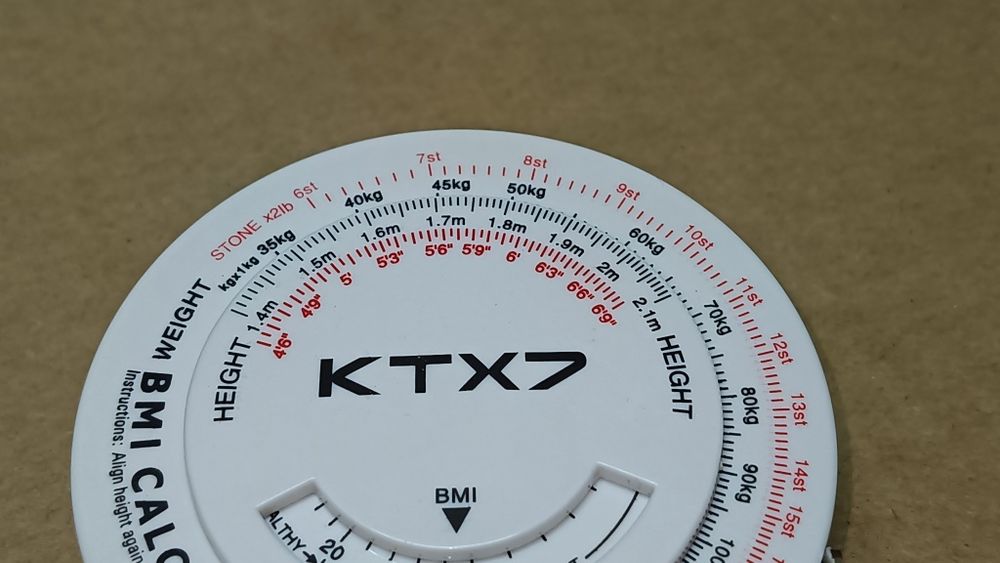 STONE x2lb 6st 7st 8st 9st 10st 11st 12st 13st 14st 15st
WEIGHT kgx1kg 35kg 40kg 45kg 50kg 60kg 70kg 80kg 90kg
HEIGHT 1.4m 1.5m 1.6m 1.7m 1.8m 1.9m 2m 2.1m HEIGHT
4'6" 4'9" 5' 5'3" 5'6" 5'9" 6' 6'3" 6'6" 6'9"
KTX7
BMI CALC
Instructions: Align height again
BMI
ALTHY
20